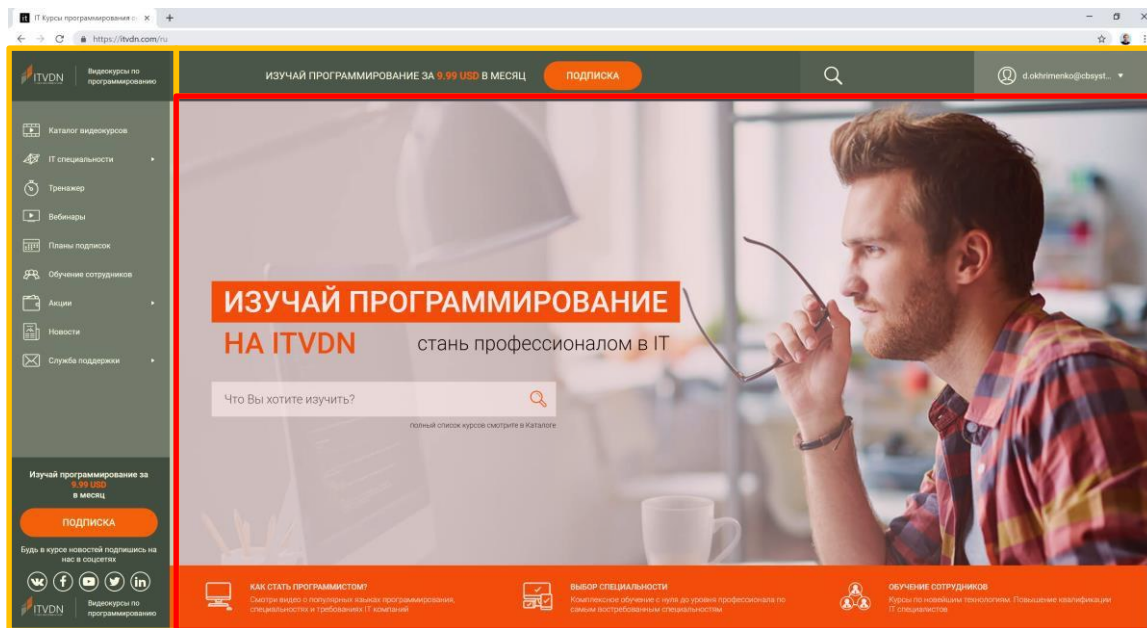 IT Курсы программирования
https://itvdn.com/ru
ITVDN
Видеокурсы по
программированию
ИЗУЧАЙ ПРОГРАММИРОВАНИЕ ЗА 9.99 USD В МЕСЯЦ
ПОДПИСКА
d.okhrimenko@cbsyst...
Каталог видеокурсов
IT специальности
Тренажер
Вебинары
Планы подписок
Обучение сотрудников
Акции
Новости
Служба поддержки
ИЗУЧАЙ ПРОГРАММИРОВАНИЕ
НА ITVDN
стань профессионалом в IT
Что Вы хотите изучить?
полный список курсов смотрите в Каталоге
Изучай программирование за
9.99 USD
в месяц
ПОДПИСКА
Будь в курсе новостей подпишись на
нас в соцсетях
ITVDN
Видеокурсы по
программированию
КАК СТАТЬ ПРОГРАММИСТОМ?
Смотри видео о популярных языках программирования,
специальностях и требованиях IT компаний
ВЫБОР СПЕЦИАЛЬНОСТИ
Комплексное обучение с нуля до уровня профессионала по
самым востребованным специальностям
ОБУЧЕНИЕ СОТРУДНИКОВ
Курсы по новейшим технологиям. Повышение квалификации
IT специалистов